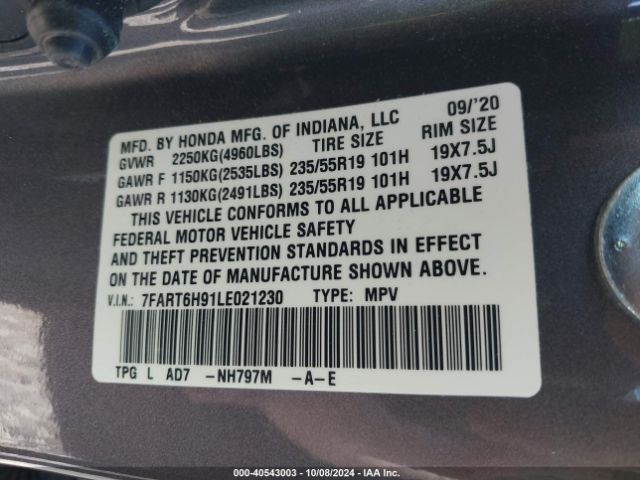 09/'20
MFD. BY HONDA MFG. OF INDIANA, LLC
GVWR 2250KG(4960LBS) TIRE SIZE RIM SIZE
GAWR F 1150KG(2535LBS) 235/55R19 101H 19X7.5J
GAWR R 1130KG(2491LBS) 235/55R19 101H 19X7.5J
THIS VEHICLE CONFORMS TO ALL APPLICABLE
FEDERAL MOTOR VEHICLE SAFETY
AND THEFT PREVENTION STANDARDS IN EFFECT
ON THE DATE OF MANUFACTURE SHOWN ABOVE.
V.I.N.: 7FART6H91LE021230 TYPE: MPV
TPG L AD7 -NH797M -A-E
000-40543003 - 10/08/2024 - IAA Inc.